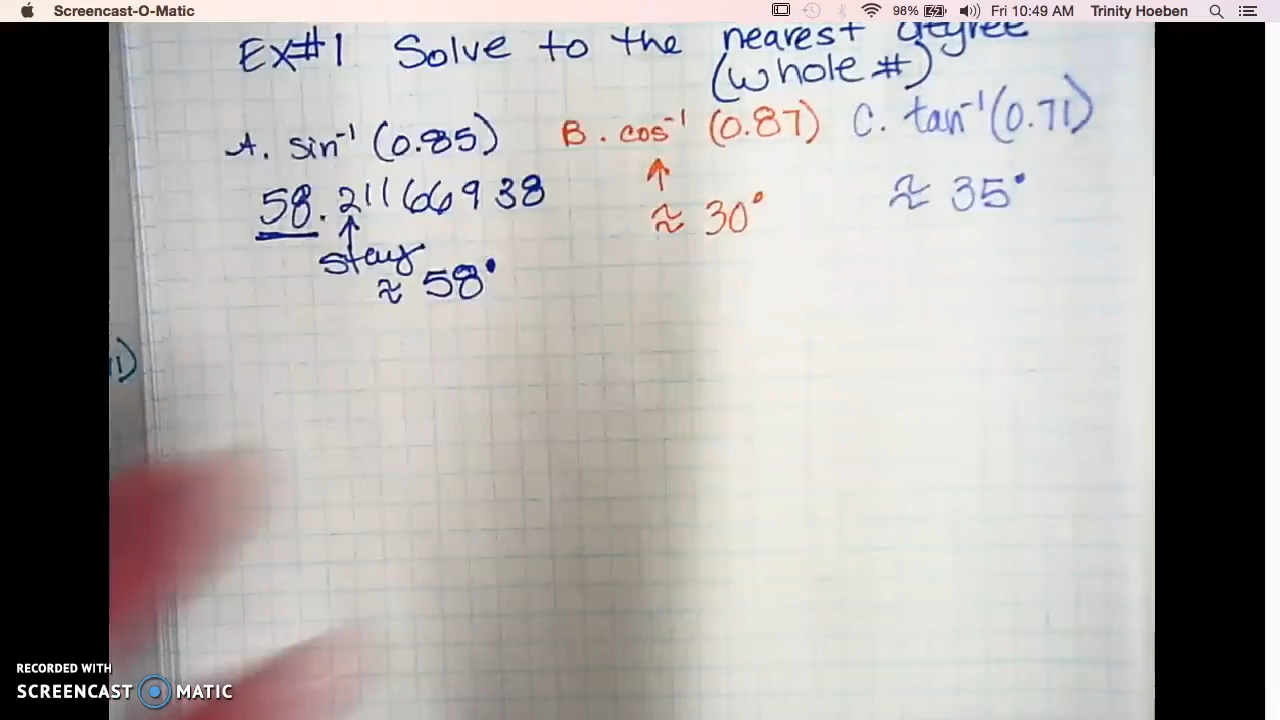 Screencast-O-Matic 98% Fri 10:49 AM Trinity Hoeben
Ex#1 Solve to the nearest degree
(whole #)
A. sin⁻¹ (0.85) B. cos⁻¹ (0.87) C. tan⁻¹ (0.71)
58.21166938 ≈ 30° ≈ 35°
stay
≈ 58°
1)
RECORDED WITH
SCREENCAST MATIC